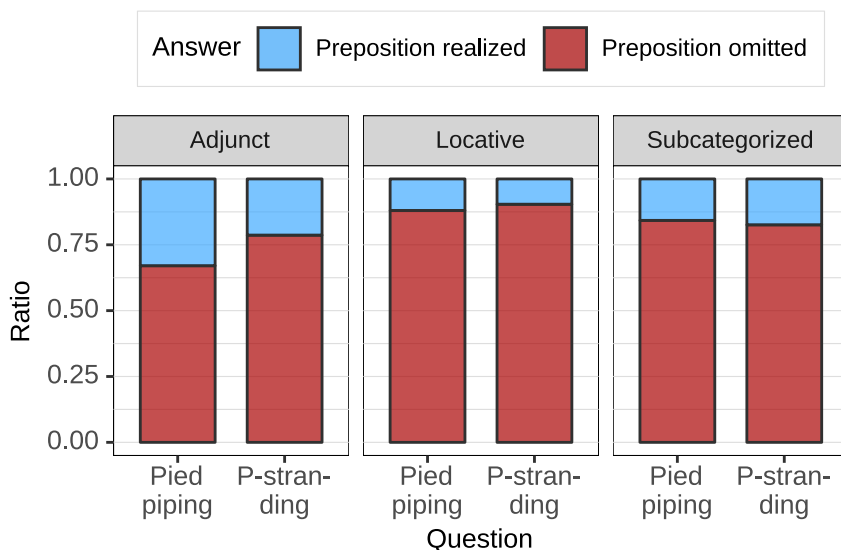 Answer Preposition realized Preposition omitted
Adjunct Locative Subcategorized
1.00
0.75
0.50
0.25
0.00
Ratio
Pied P-stran- Pied P-stran- Pied P-stran-
piping ding piping ding piping ding
Question